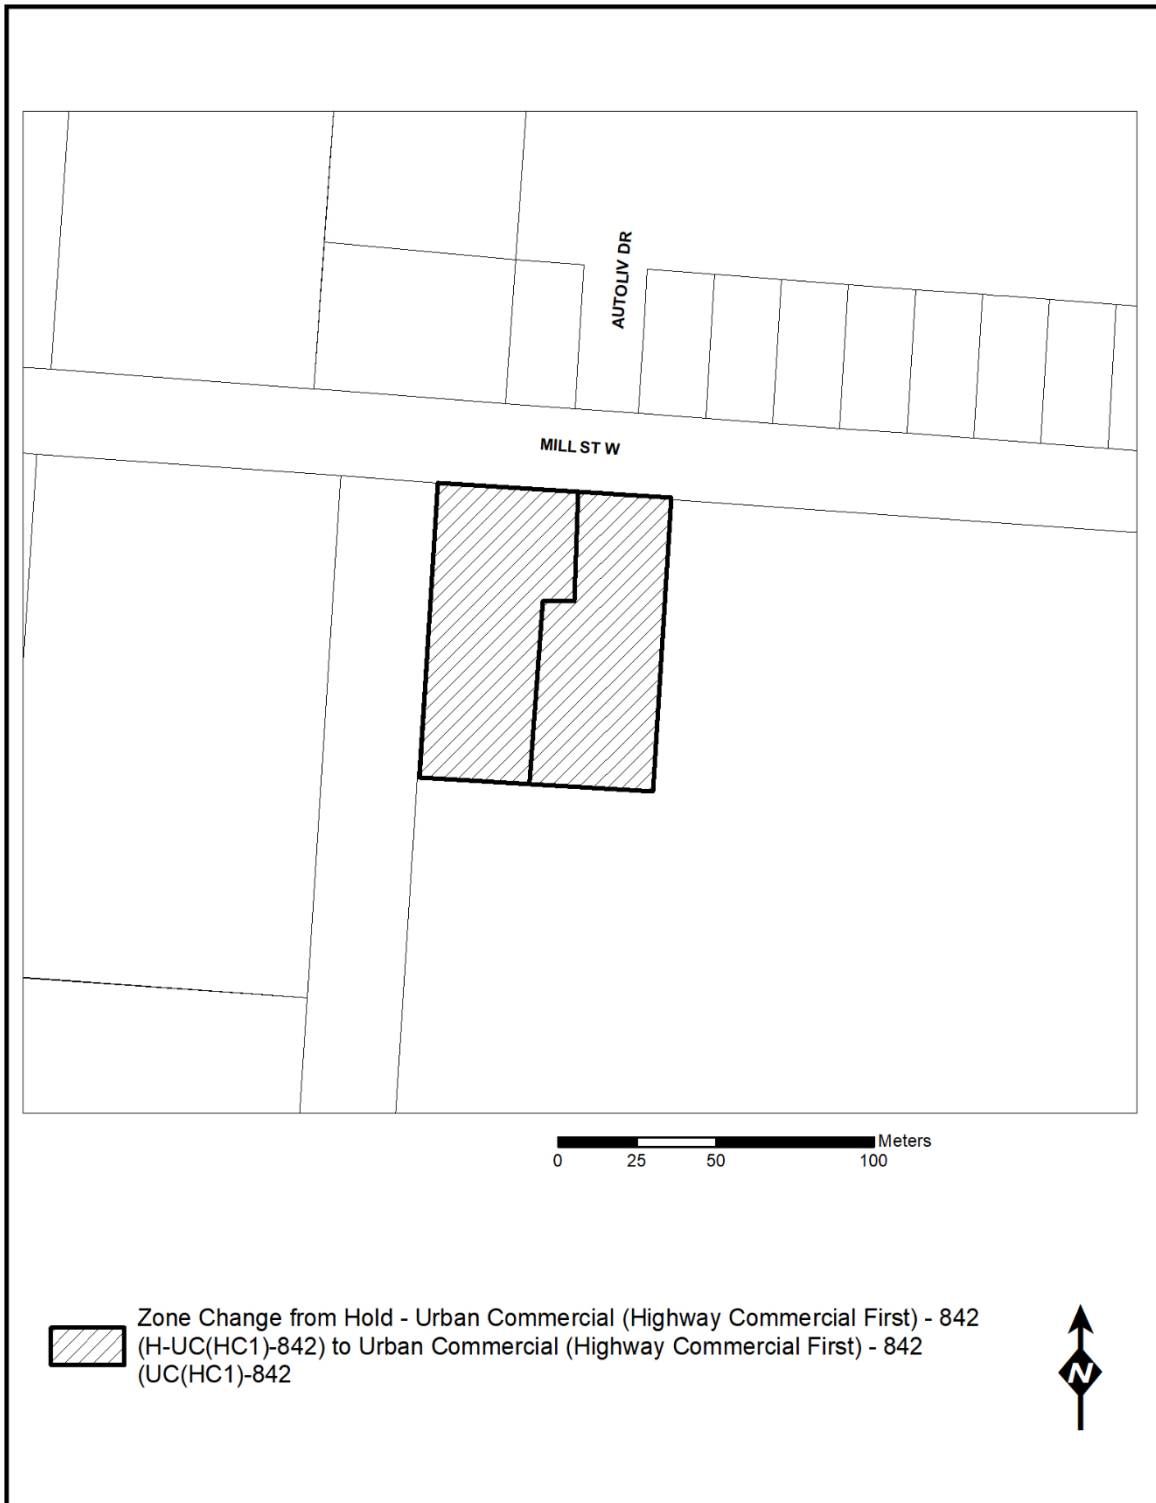 AUTOLIV DR
MILL ST W
Meters
0 25 50 100
Zone Change from Hold - Urban Commercial (Highway Commercial First) - 842
(H-UC(HC1)-842) to Urban Commercial (Highway Commercial First) - 842
(UC(HC1)-842
N